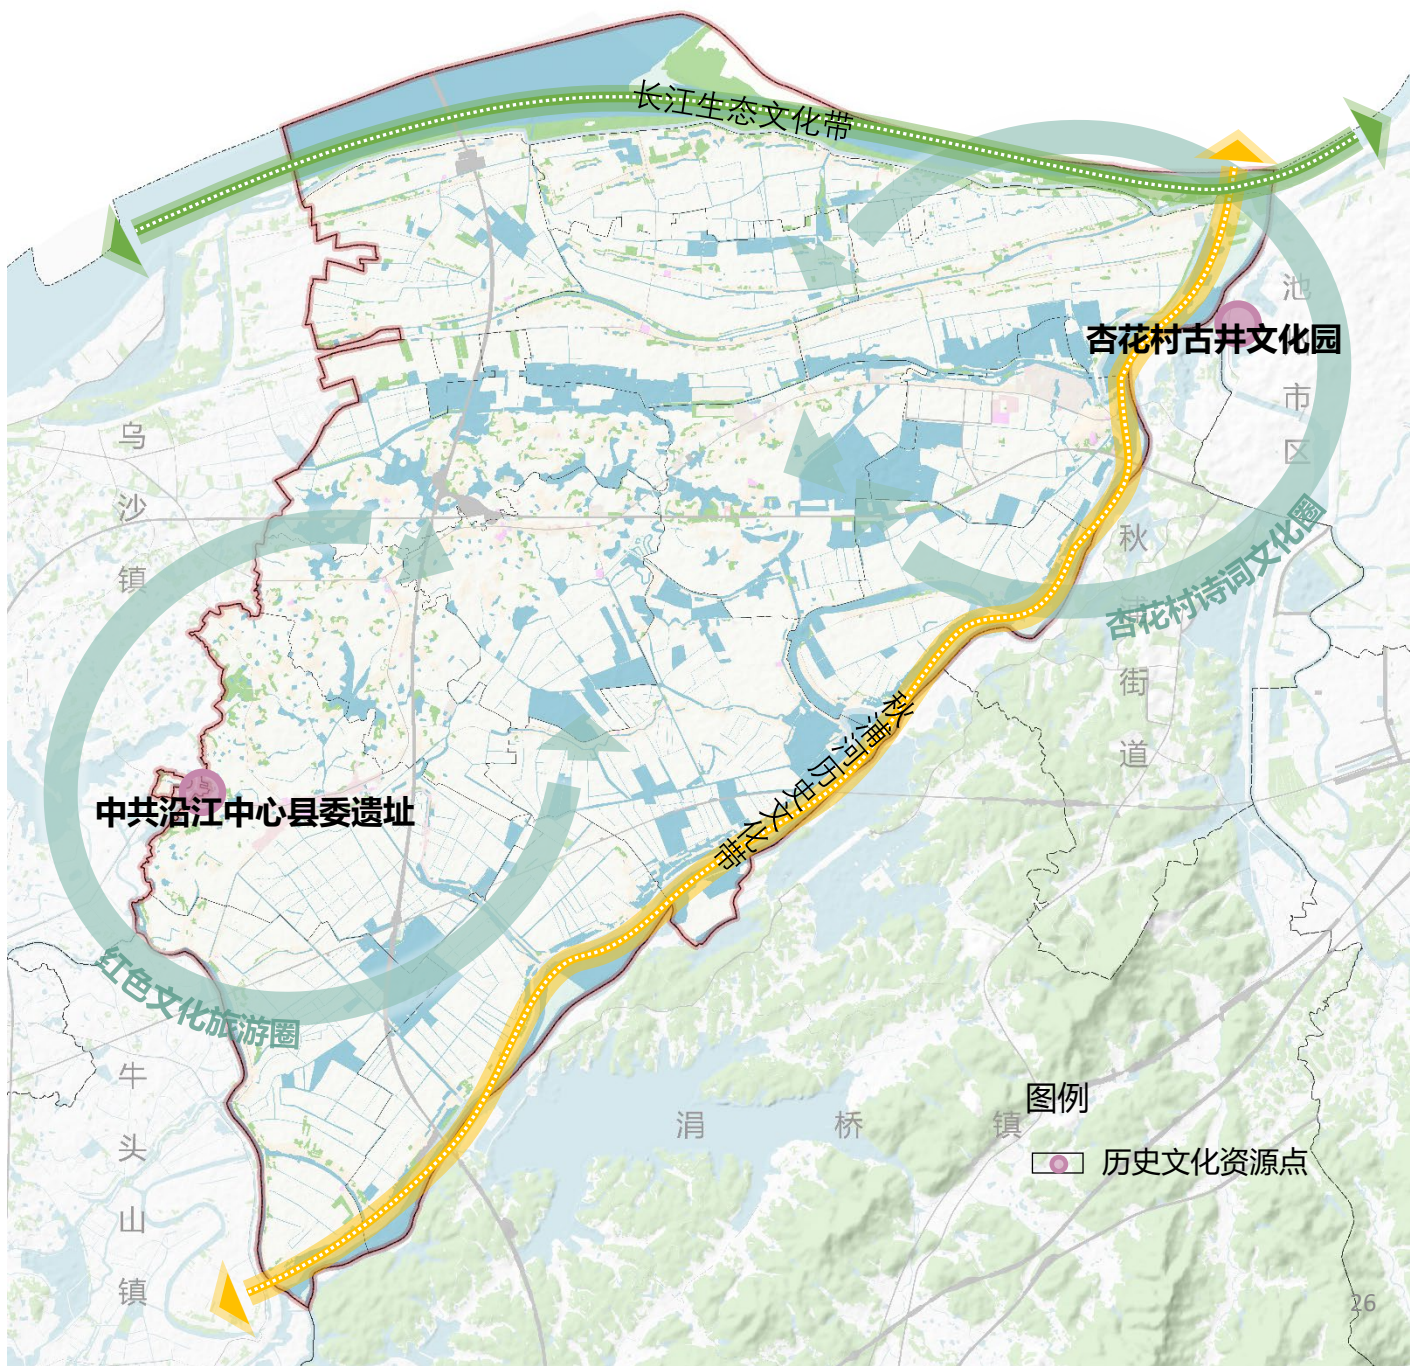 长江生态文化带
池
杏花村古井文化园
市
区
乌
沙
镇
杏花村诗词文化圈
秋
浦
街
道
秋浦河历史文化带
中共沿江中心县委遗址
红色文化旅游圈
牛
头
山
镇
涓桥镇
图例
历史文化资源点
26